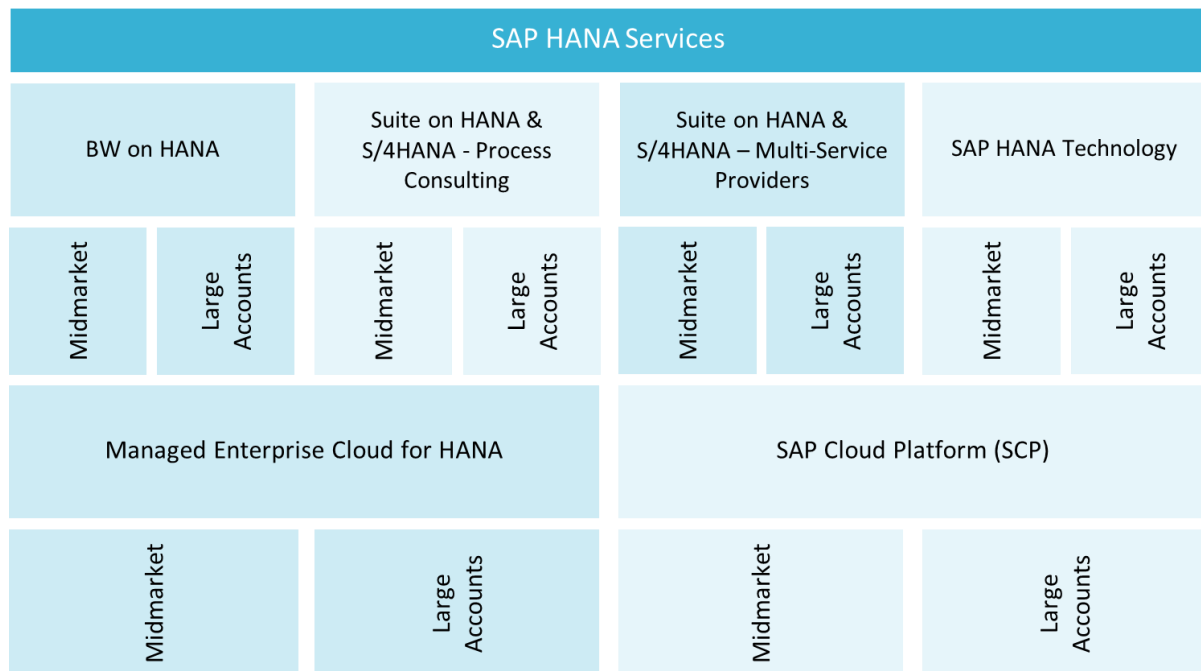 SAP HANA Services
BW on HANA
Suite on HANA &
S/4HANA - Process
Consulting
Suite on HANA &
S/4HANA – Multi-Service
Providers
SAP HANA Technology
Midmarket
Large
Accounts
Midmarket
Large
Accounts
Midmarket
Large
Accounts
Midmarket
Large
Accounts
Managed Enterprise Cloud for HANA
SAP Cloud Platform (SCP)
Midmarket
Large
Accounts
Midmarket
Large
Accounts